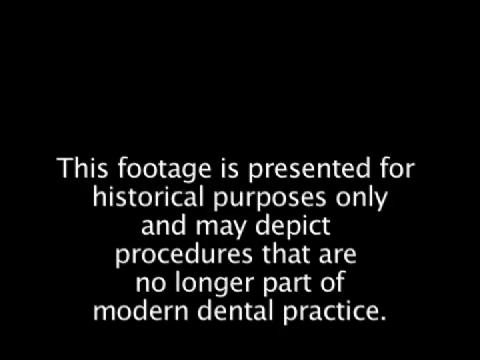 This footage is presented for
historical purposes only
and may depict
procedures that are
no longer part of
modern dental practice.